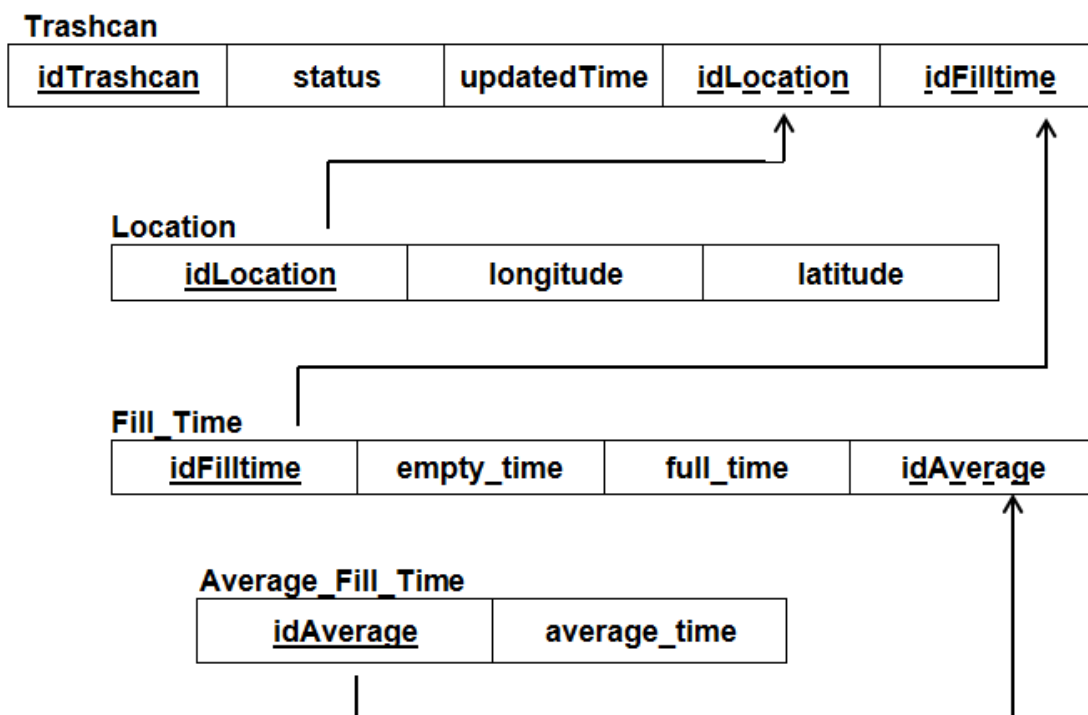 Trashcan
idTrashcan status updatedTime idLocation idFilltime
Location
idLocation longitude latitude
Fill_Time
idFilltime empty_time full_time idAverage
Average_Fill_Time
idAverage average_time